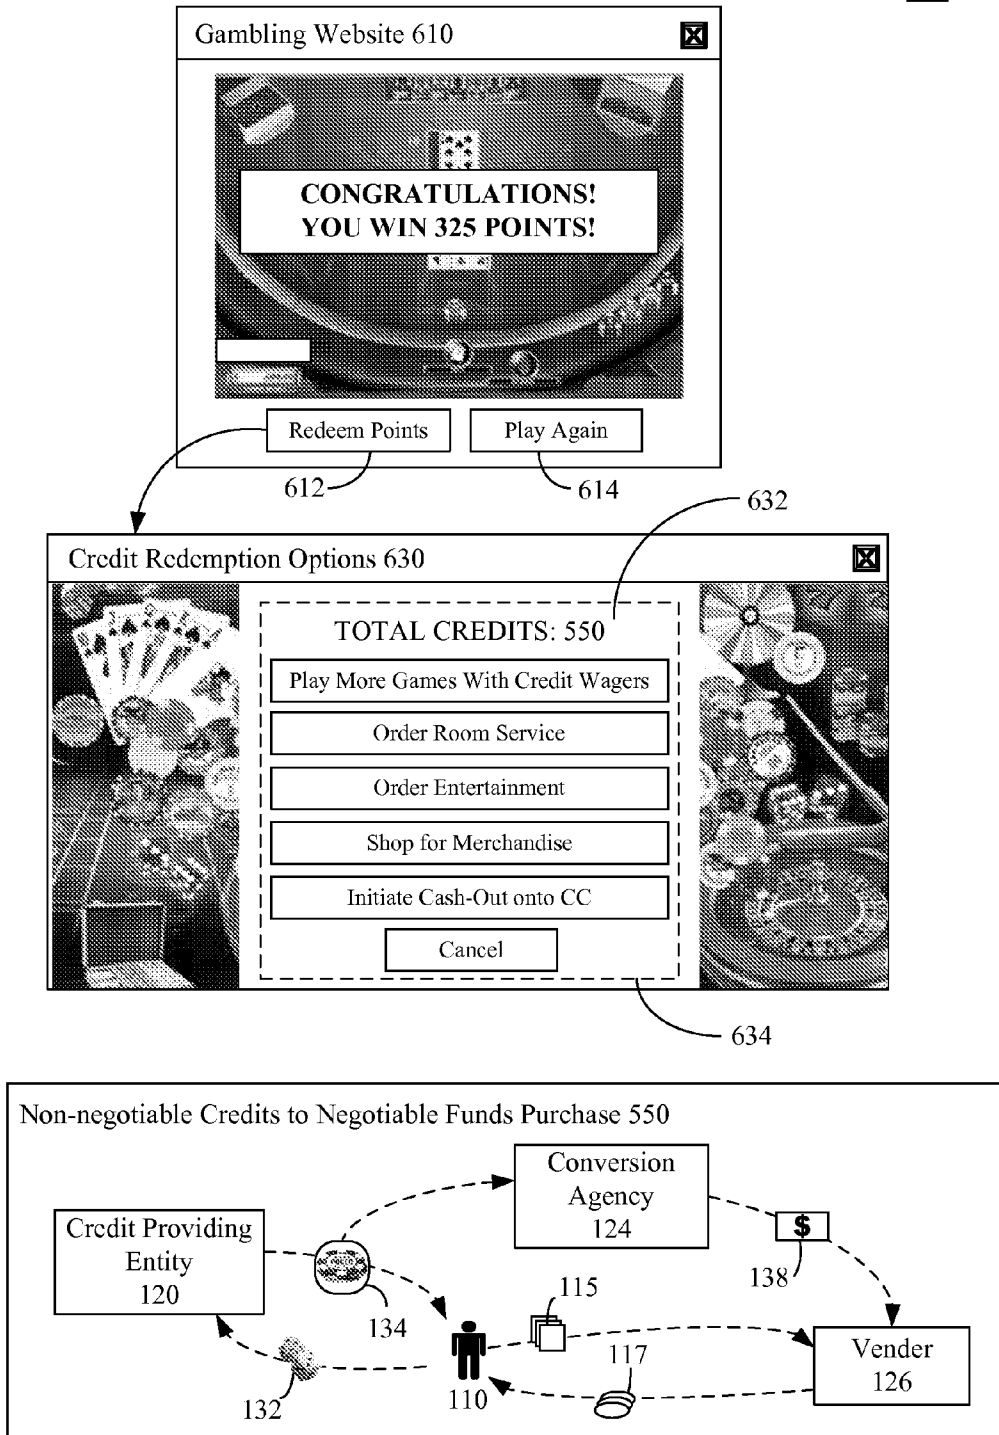 Gambling Website 610
CONGRATULATIONS!
YOU WIN 325 POINTS!
Redeem Points
Play Again
612
614
632
Credit Redemption Options 630
TOTAL CREDITS: 550
Play More Games With Credit Wagers
Order Room Service
Order Entertainment
Shop for Merchandise
Initiate Cash-Out onto CC
Cancel
634
Non-negotiable Credits to Negotiable Funds Purchase 550
Conversion
Agency
124
Credit Providing
Entity
120
$
138
134
115
Vender
126
117
132
110